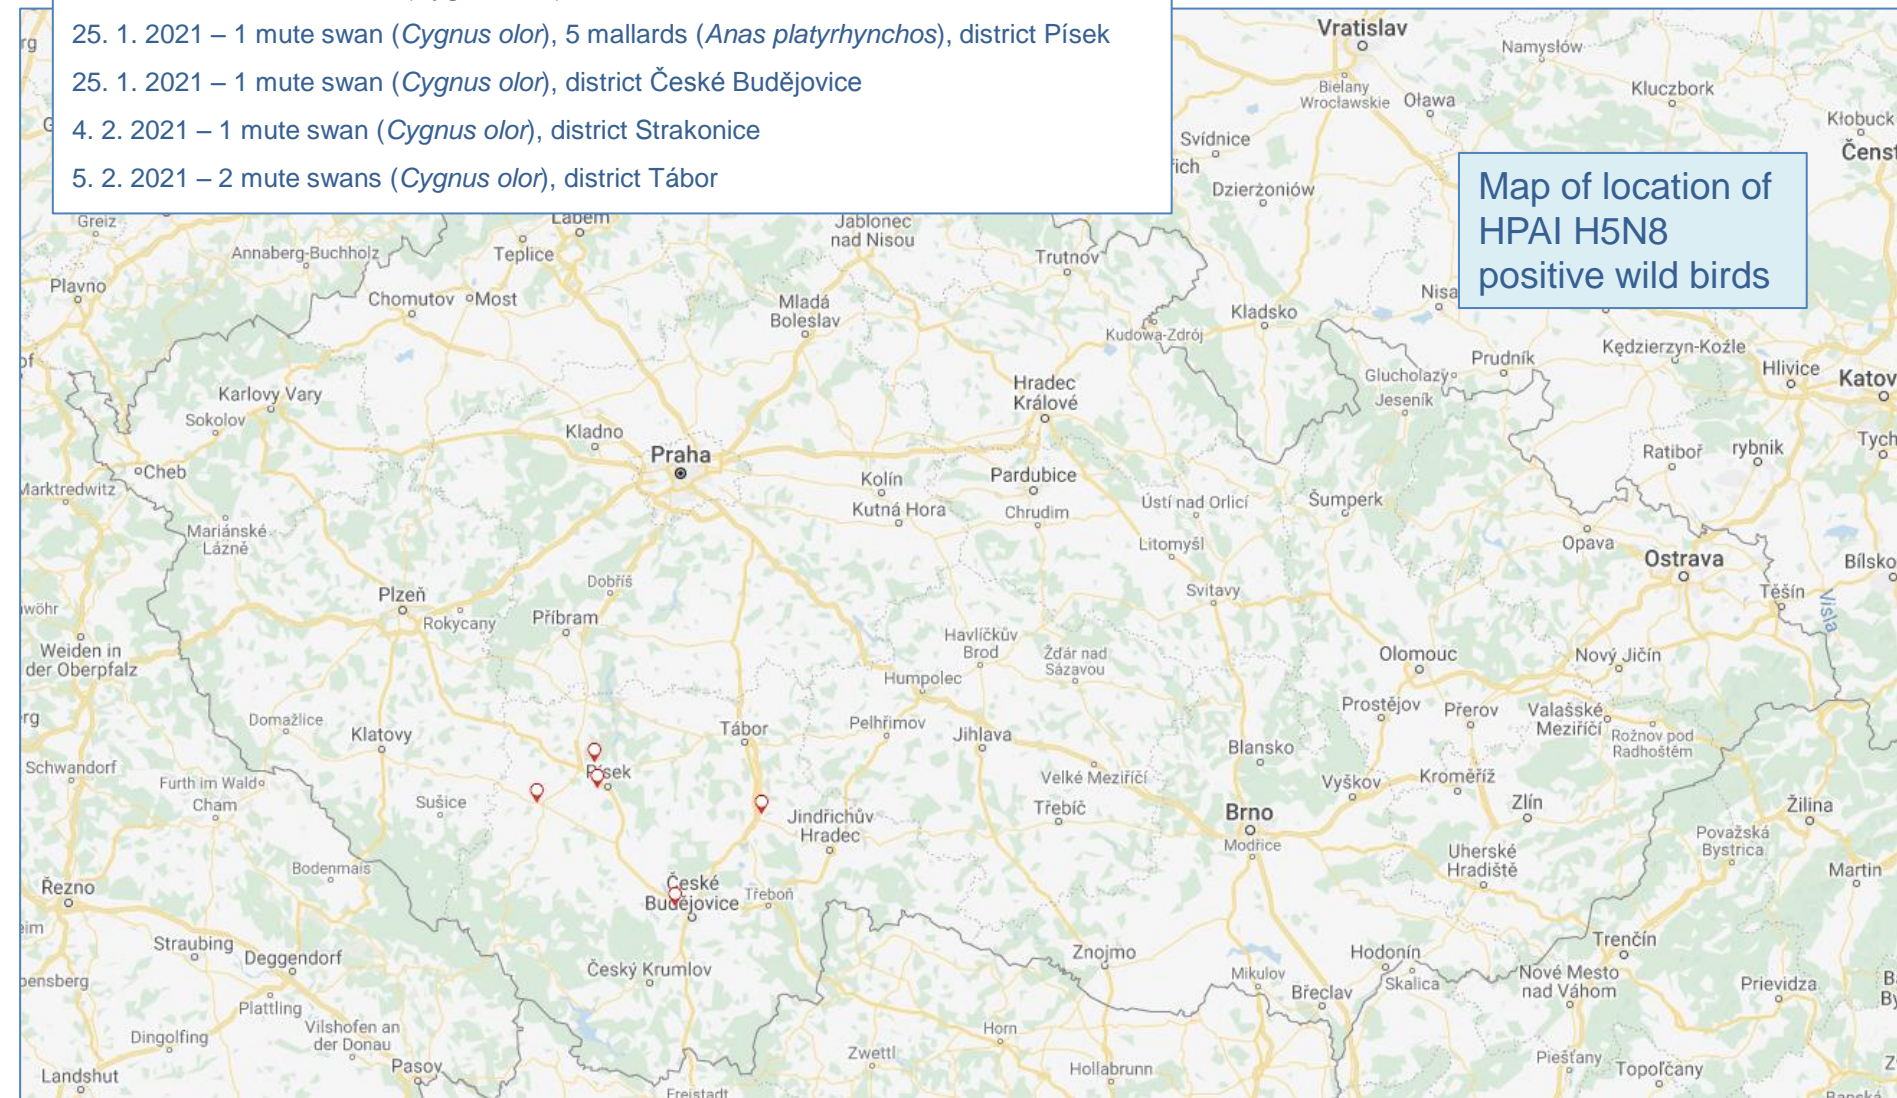 25. 1. 2021 – 1 mute swan (Cygnus olor), 5 mallards (Anas platyrhynchos), district Písek
25. 1. 2021 – 1 mute swan (Cygnus olor), district České Budějovice
4. 2. 2021 – 1 mute swan (Cygnus olor), district Strakonice
5. 2. 2021 – 2 mute swans (Cygnus olor), district Tábor
Map of location of
HPAI H5N8
positive wild birds
Vratislav
Namysłów
Bielany
Wrocławskie
Oława
Kluczbork
Kłobuck
Svídnice
Dzierżoniów
Greiz
Annaberg-Buchholz
Labem
Teplice
Jablonec
nad Nisou
Trutnov
Plavno
Chomutov
Most
Mladá
Boleslav
Kladsko
Nisa
Kudowa-Zdrój
Kędzierzyn-Koźle
Prudník
Hlivice
Katov
Glucholazy
Jeseník
Karlovy Vary
Sokolov
Hradec
Králové
Kladno
Praha
Cheb
Kolín
Pardubice
Ratiboř
rybnik
Tych
Marktredwitz
Kutná Hora
Chrudim
Ústí nad Orlicí
Šumperk
Mariánské
Lázně
Litomyšl
Opava
Ostrava
Bílsko
Dobříš
Plzeň
Svitavy
Těšín
Visla
Rokycany
Příbram
Weiden in
der Oberpfalz
Havlíčkův
Brod
Žďár nad
Sázavou
Olomouc
Nový Jičín
Humpolec
Domažlice
Klatovy
Tábor
Pelhřimov
Jihlava
Prostějov
Přerov
Valašské
Meziříčí
Rožnov pod
Radhoštěm
Blansko
Schwandorf
Furth im Wald
Cham
Písek
Velké Meziříčí
Vyškov
Kroměříž
Sušice
Jindřichův
Hradec
Třebíč
Brno
Modřice
Zlín
Žilina
Považská
Bystrica
Uherské
Hradiště
Martin
Bodenmais
Řezno
České
Budějovice
Třeboň
Straubing
Deggendorf
Český Krumlov
Znojmo
Hodonín
Trenčín
Skalica
Mikulov
Břeclav
Nové Mesto
nad Váhom
Prievidza
Plattling
Dingolfing
Vilshofen an
der Donau
Horn
Landshut
Pasov
Zwettl
Hollabrunn
Piešťany
Topoľčany
Freistadt